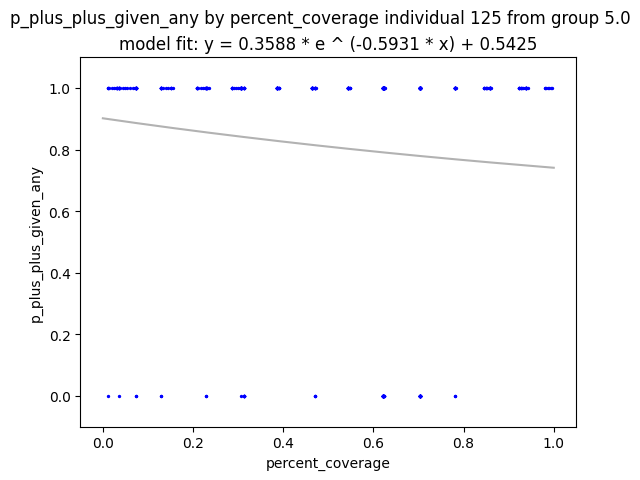 p_plus_plus_given_any by percent_coverage individual 125 from group 5.0
model fit: y = 0.3588 * e ^ (-0.5931 * x) + 0.5425
1.0
0.8
0.6
0.4
0.2
0.0
p_plus_plus_given_any
0.0 0.2 0.4 0.6 0.8 1.0
percent_coverage